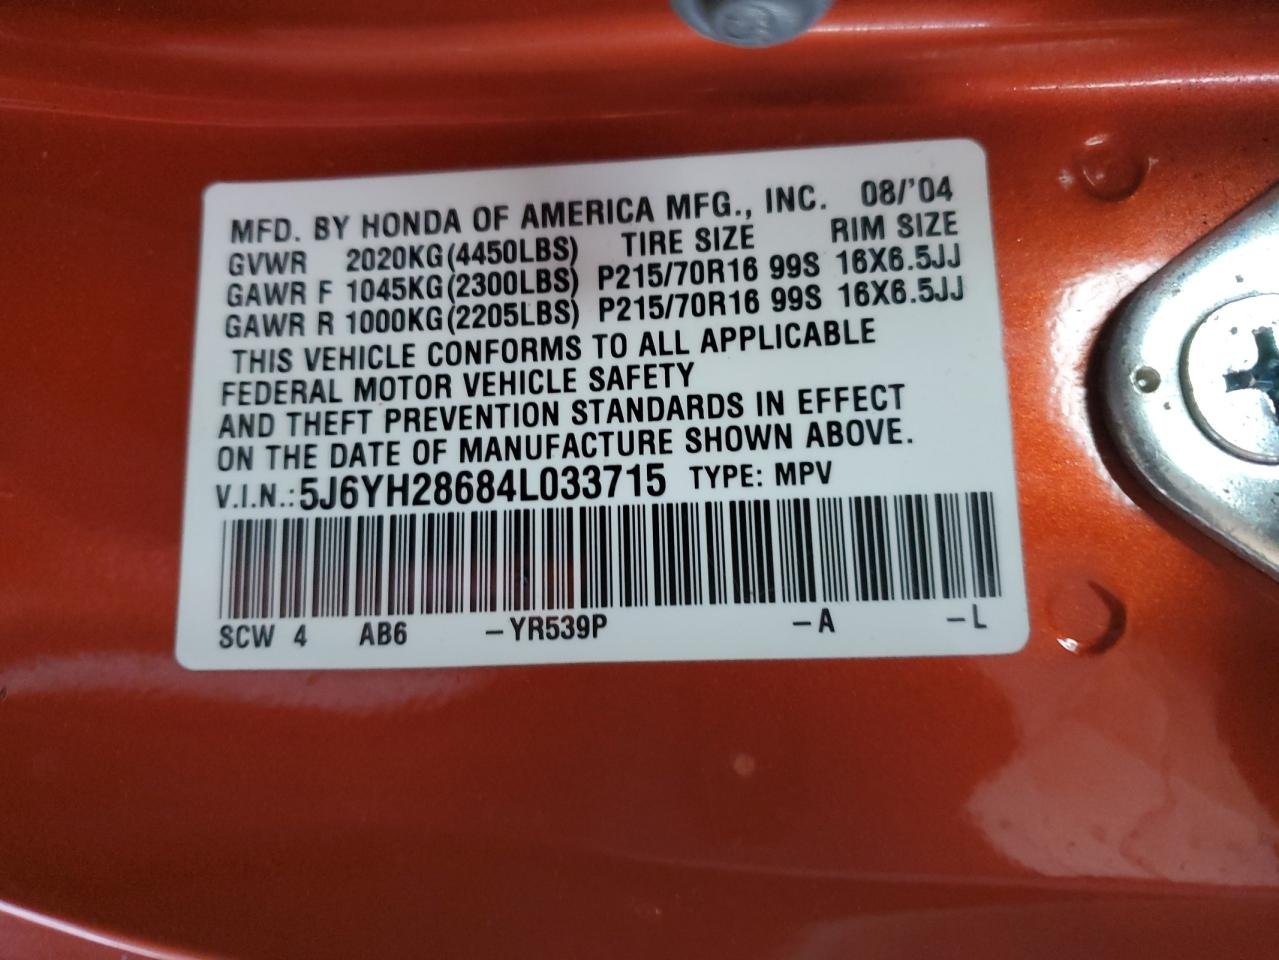 MFD. BY HONDA OF AMERICA MFG., INC. 08/'04
GVWR 2020KG(4450LBS) TIRE SIZE RIM SIZE
GAWR F 1045KG(2300LBS) P215/70R16 99S 16X6.5JJ
GAWR R 1000KG(2205LBS) P215/70R16 99S 16X6.5JJ
THIS VEHICLE CONFORMS TO ALL APPLICABLE
FEDERAL MOTOR VEHICLE SAFETY
AND THEFT PREVENTION STANDARDS IN EFFECT
ON THE DATE OF MANUFACTURE SHOWN ABOVE.
V.I.N.: 5J6YH28684L033715 TYPE: MPV
SCW 4 AB6 -YR539P -A -L